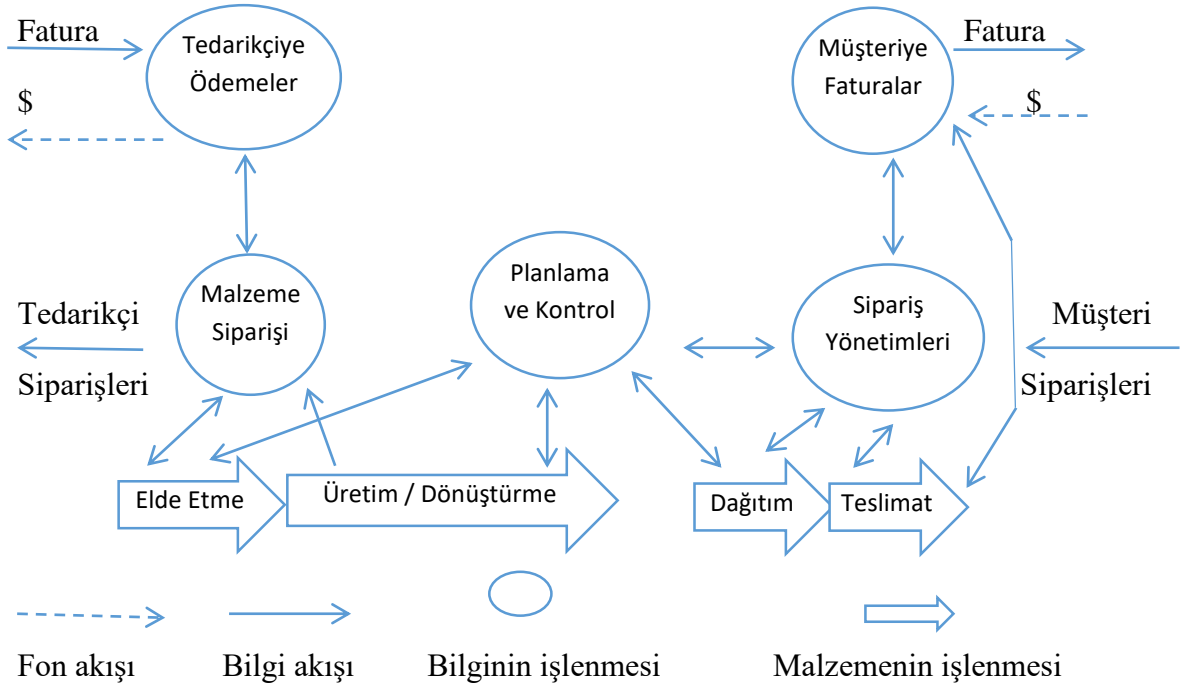 Fatura
Tedarikçiye
Ödemeler
$
Müşteriye
Faturalar
Fatura
$
Tedarikçi
Siparişleri
Malzeme
Siparişi
Planlama
ve Kontrol
Sipariş
Yönetimleri
Müşteri
Siparişleri
Elde Etme
Üretim / Dönüştürme
Dağıtım
Teslimat
Fon akışı
Bilgi akışı
Bilginin işlenmesi
Malzemenin işlenmesi